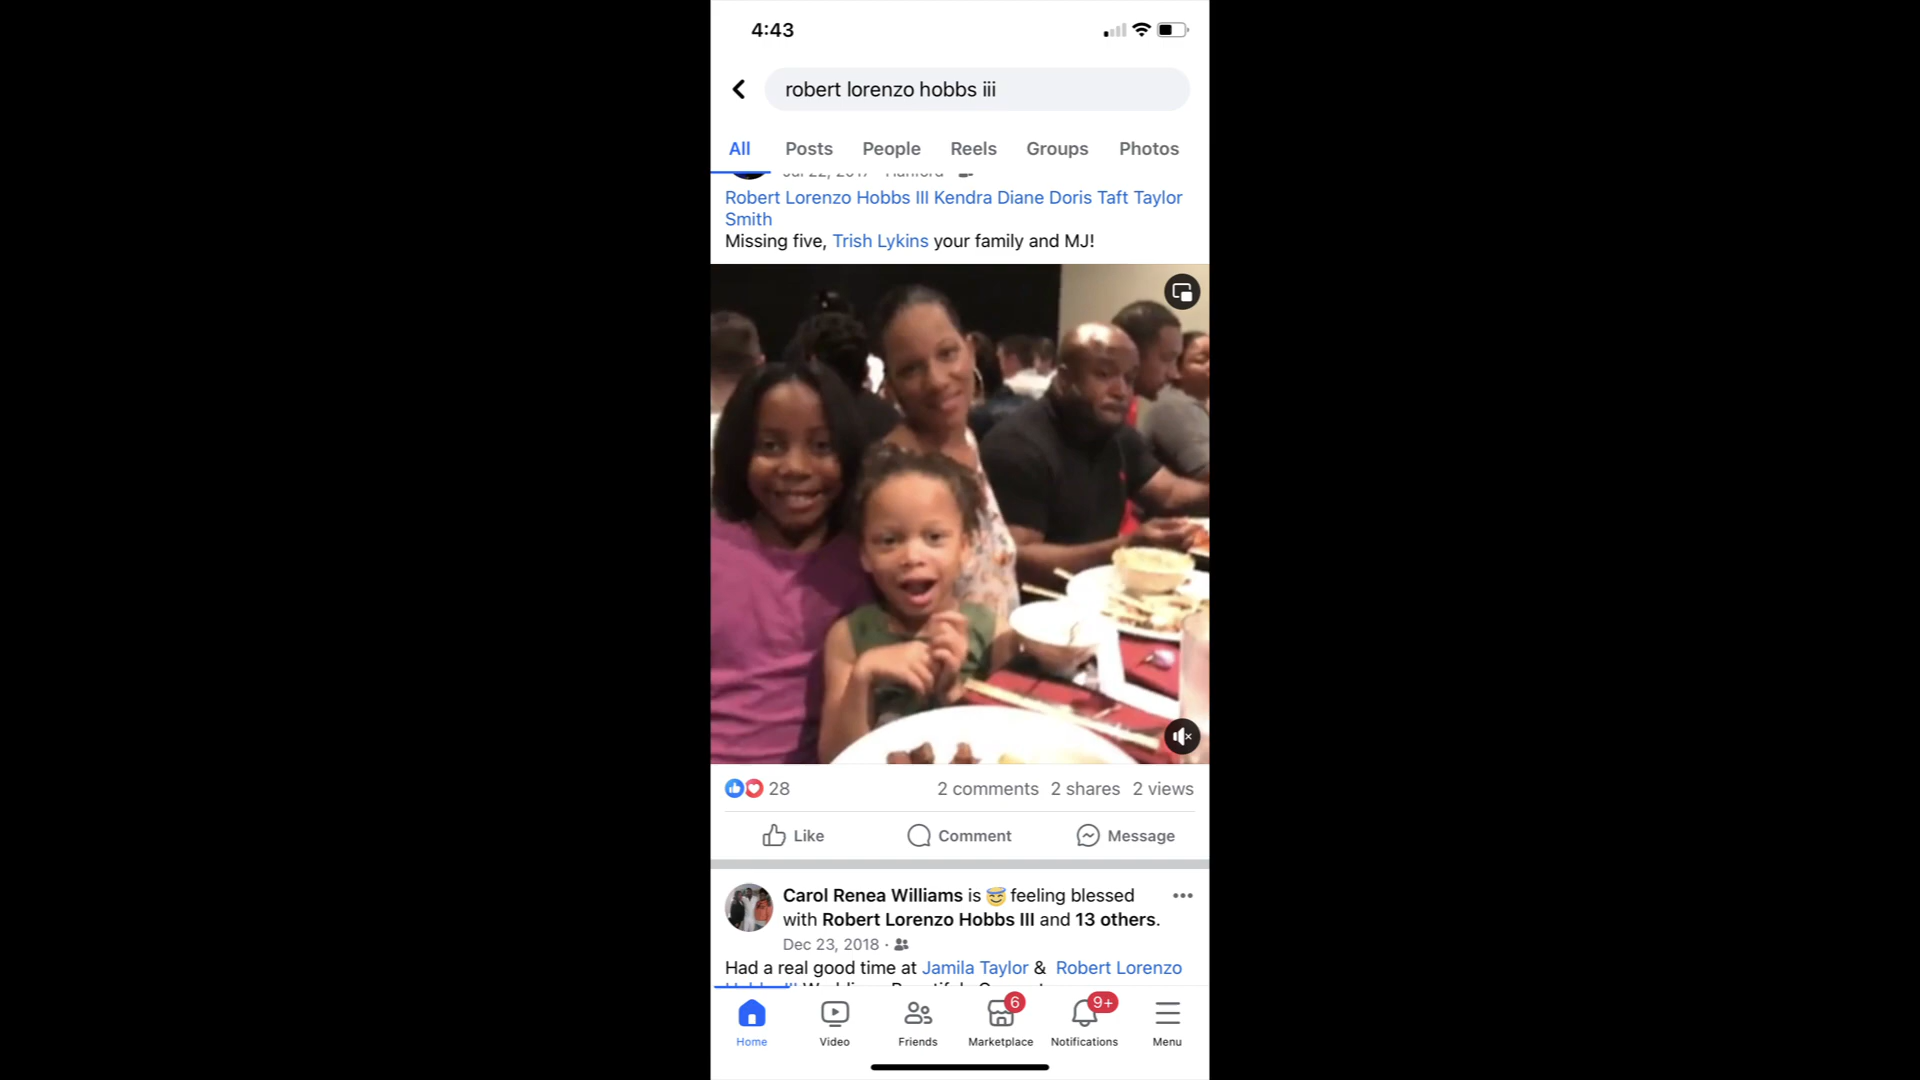 4:43
robert lorenzo hobbs iii
All Posts People Reels Groups Photos
Robert Lorenzo Hobbs III Kendra Diane Doris Taft Taylor
Smith
Missing five, Trish Lykins your family and MJ!
28 2 comments 2 shares 2 views
Like Comment Message
Carol Renea Williams is feeling blessed
with Robert Lorenzo Hobbs III and 13 others.
Dec 23, 2018
Had a real good time at Jamila Taylor & Robert Lorenzo
6 9+
Home Video Friends Marketplace Notifications Menu